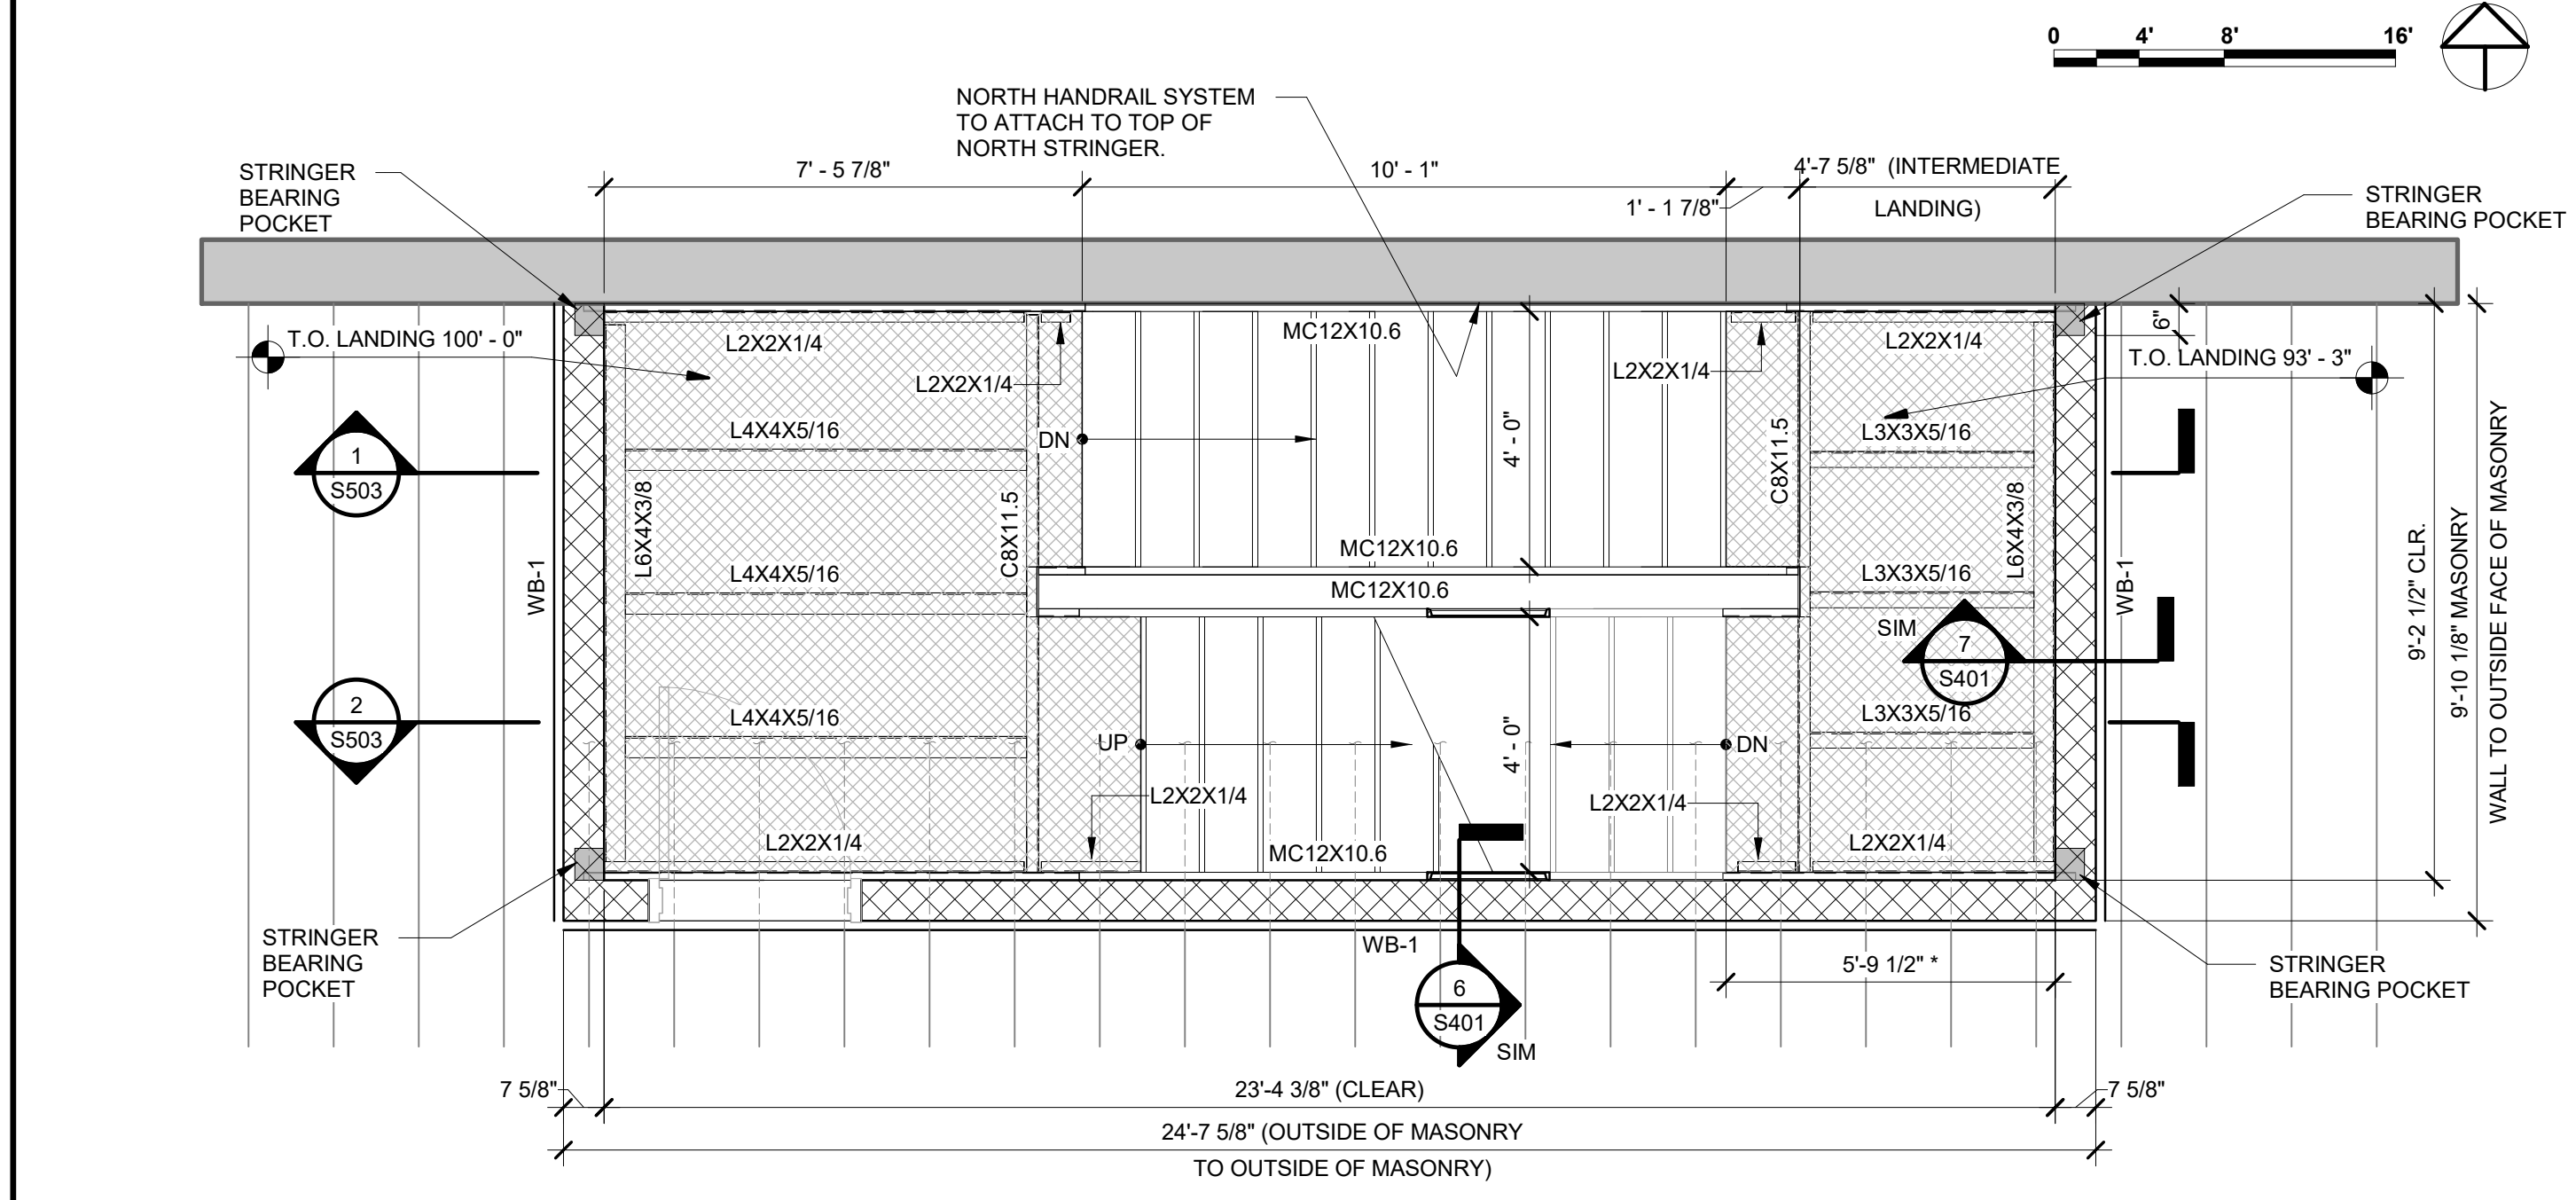 0 4' 8' 16'
NORTH HANDRAIL SYSTEM
TO ATTACH TO TOP OF
NORTH STRINGER.
STRINGER
BEARING
POCKET
7' - 5 7/8"
10' - 1"
4'-7 5/8" (INTERMEDIATE
LANDING)
1' - 1 7/8"
STRINGER
BEARING POCKET
T.O. LANDING 100' - 0"
L2X2X1/4
L2X2X1/4
MC12X10.6
L2X2X1/4
L2X2X1/4
6"
T.O. LANDING 93' - 3"
1
S503
L4X4X5/16
DN
4' - 0"
C8X11.5
L3X3X5/16
L6X4X3/8
C8X11.5
L6X4X3/8
WB-1
L4X4X5/16
MC12X10.6
MC12X10.6
L3X3X5/16
WB-1
9'-2 1/2" CLR.
9'-10 1/8" MASONRY
WALL TO OUTSIDE FACE OF MASONRY
SIM
7
S401
2
S503
L4X4X5/16
UP
4' - 0"
DN
L3X3X5/16
L2X2X1/4
L2X2X1/4
L2X2X1/4
MC12X10.6
L2X2X1/4
STRINGER
BEARING
POCKET
WB-1
6
S401
SIM
5'-9 1/2" *
STRINGER
BEARING POCKET
7 5/8"
23'-4 3/8" (CLEAR)
7 5/8"
24'-7 5/8" (OUTSIDE OF MASONRY
TO OUTSIDE OF MASONRY)